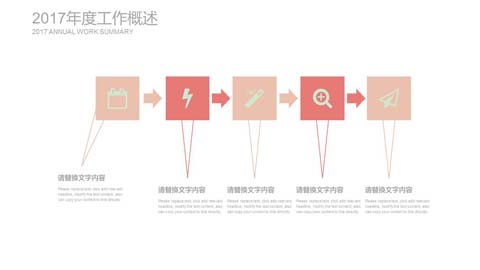 2017年度工作概述
2017 ANNUAL WORK SUMMARY
请替换文字内容
Please replace text, click add relevant
headline, modify the text content, also
can copy your content to this directly.
请替换文字内容
Please replace text, click add relevant
headline, modify the text content, also
can copy your content to this directly.
请替换文字内容
Please replace text, click add relevant
headline, modify the text content, also
can copy your content to this directly.
请替换文字内容
Please replace text, click add relevant
headline, modify the text content, also
can copy your content to this directly.
请替换文字内容
Please replace text, click add relevant
headline, modify the text content, also
can copy your content to this directly.